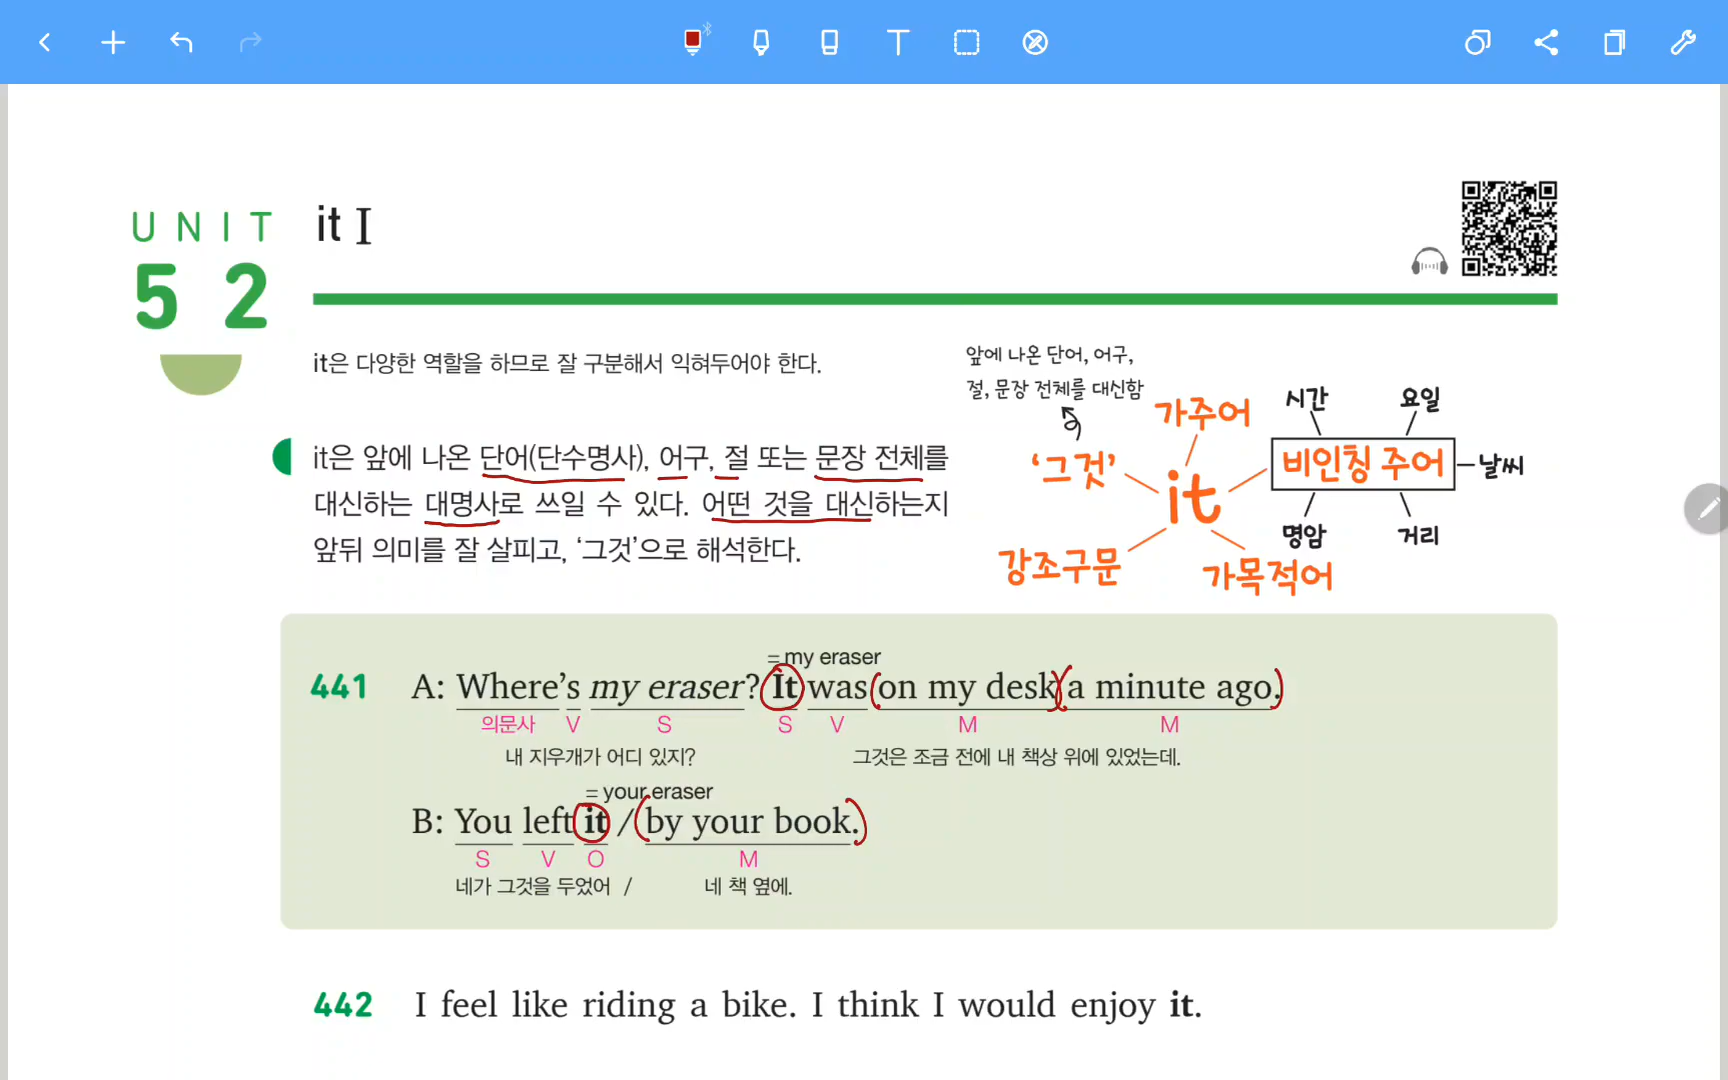 UNIT
52
it I
it은 다양한 역할을 하므로 잘 구분해서 익혀두어야 한다.
it은 앞에 나온 단어(단수명사), 어구, 절 또는 문장 전체를
대신하는 대명사로 쓰일 수 있다. 어떤 것을 대신하는지
앞뒤 의미를 잘 살피고, ‘그것’으로 해석한다.
앞에 나온 단어, 어구,
절, 문장 전체를 대신함
‘그것’
가주어
it
비인칭 주어
시간
요일
날씨
명암
거리
강조구문
가목적어
= my eraser
441 A: Where’s my eraser? It was on my desk a minute ago.
의문사 V S S V M M
내 지우개가 어디 있지? 그것은 조금 전에 내 책상 위에 있었는데.
= your eraser
B: You left it / by your book.
S V O M
네가 그것을 두었어 / 네 책 옆에.
442 I feel like riding a bike. I think I would enjoy it.